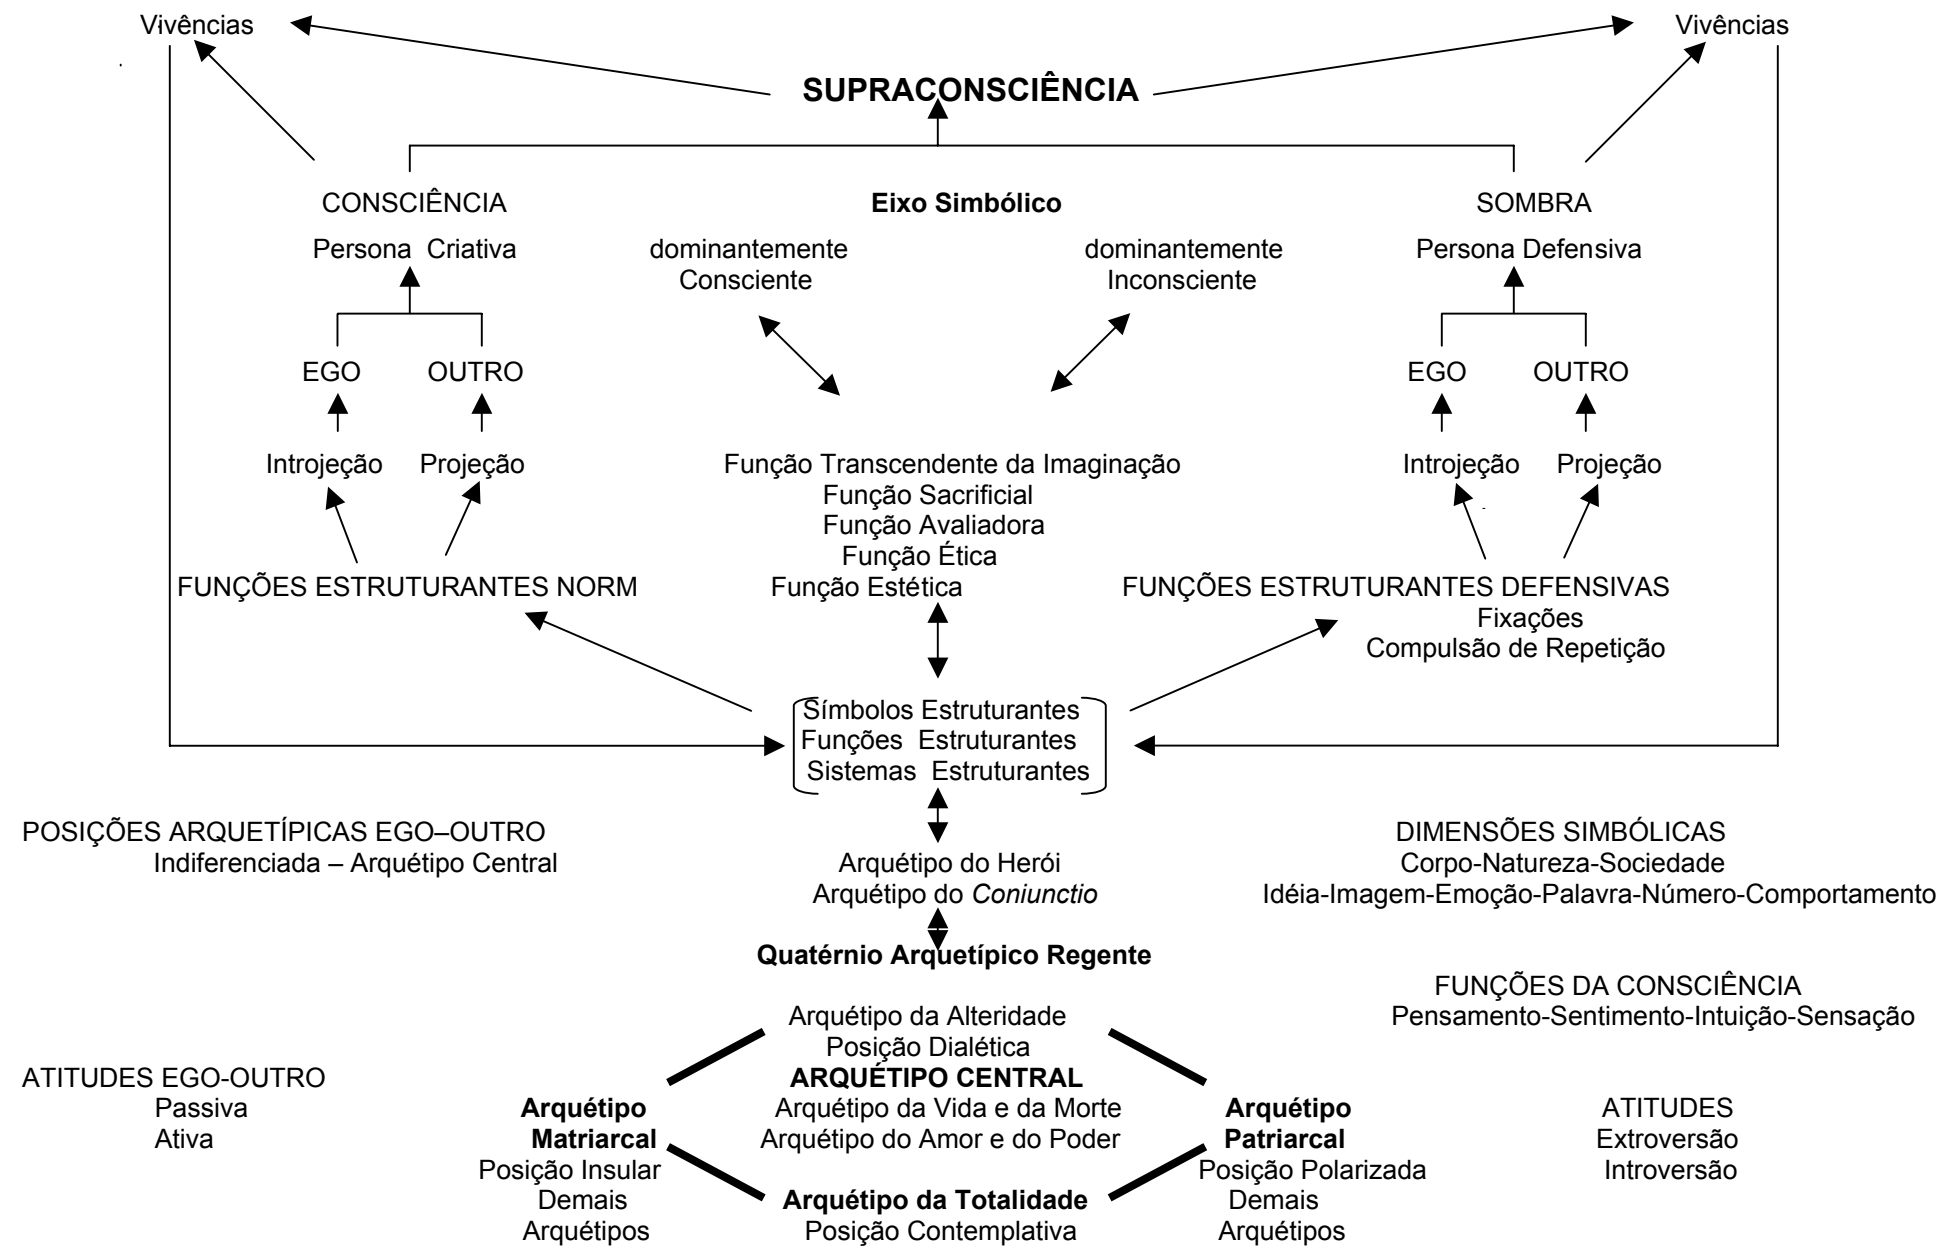 Vivências
Vivências
SUPRACONSCIÊNCIA
CONSCIÊNCIA
Eixo Simbólico
SOMBRA
Persona Criativa
dominantemente
Consciente
dominantemente
Inconsciente
Persona Defensiva
EGO
OUTRO
EGO
OUTRO
Introjeção
Projeção
Função Transcendente da Imaginação
Função Sacrificial
Função Avaliadora
Função Ética
Função Estética
Introjeção
Projeção
FUNÇÕES ESTRUTURANTES NORM
FUNÇÕES ESTRUTURANTES DEFENSIVAS
Fixações
Compulsão de Repetição
Símbolos Estruturantes
Funções Estruturantes
Sistemas Estruturantes
POSIÇÕES ARQUETÍPICAS EGO–OUTRO
Indiferenciada – Arquétipo Central
Arquétipo do Herói
Arquétipo do Coniunctio
DIMENSÕES SIMBÓLICAS
Corpo-Natureza-Sociedade
Idéia-Imagem-Emoção-Palavra-Número-Comportamento
Quatérnio Arquetípico Regente
FUNÇÕES DA CONSCIÊNCIA
Pensamento-Sentimento-Intuição-Sensação
Arquétipo da Alteridade
Posição Dialética
ARQUÉTIPO CENTRAL
Arquétipo da Vida e da Morte
Arquétipo do Amor e do Poder
ATITUDES EGO-OUTRO
Passiva
Ativa
Arquétipo
Matriarcal
Posição Insular
Demais
Arquétipos
Arquétipo da Totalidade
Posição Contemplativa
Arquétipo
Patriarcal
Posição Polarizada
Demais
Arquétipos
ATITUDES
Extroversão
Introversão